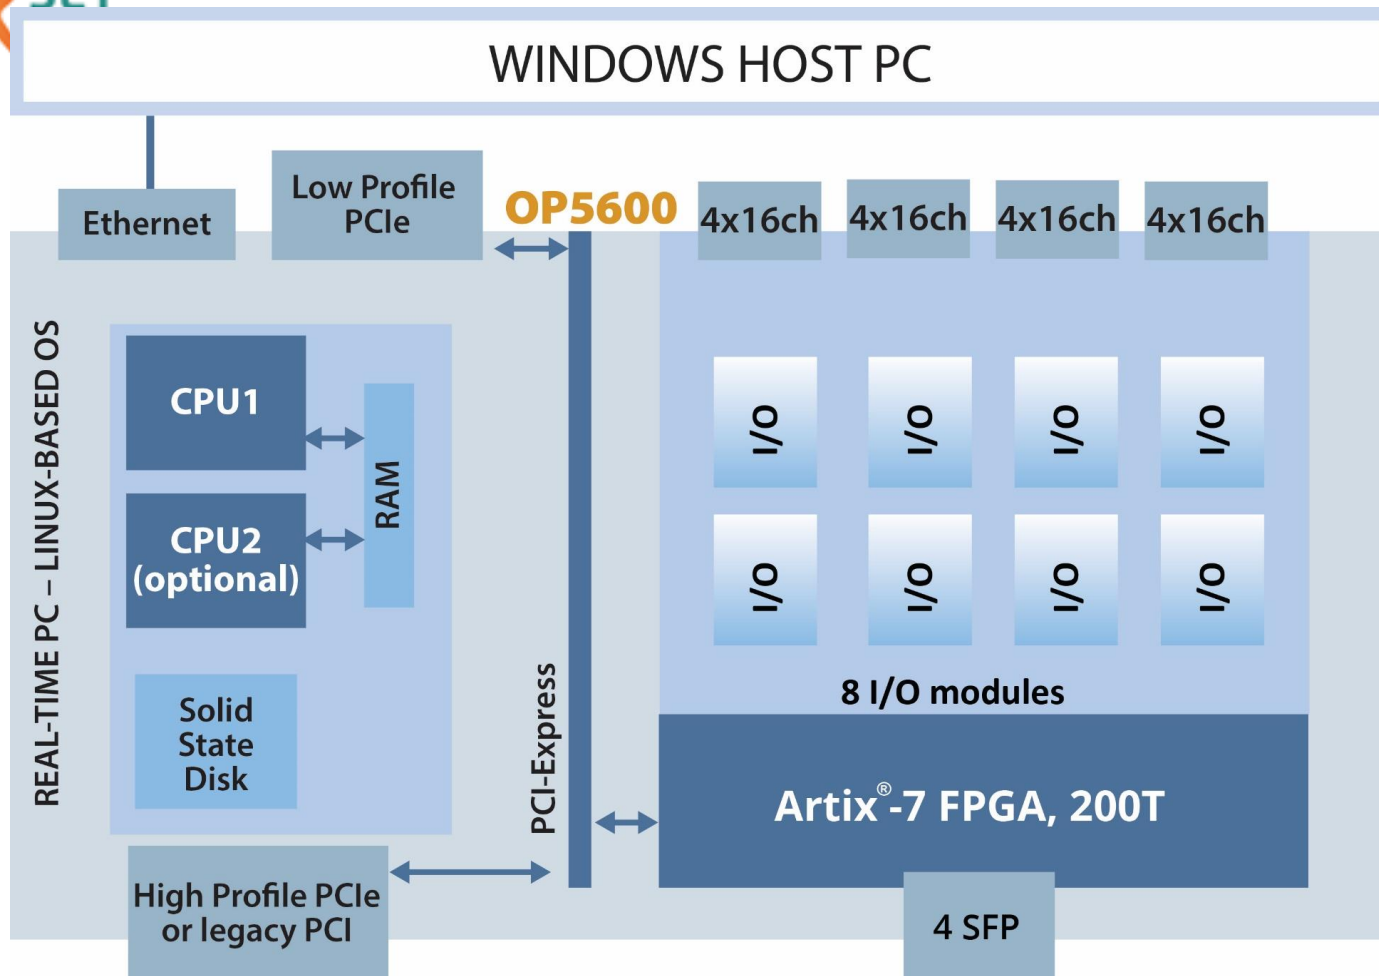 WINDOWS HOST PC
Ethernet
Low Profile
PCIe
OP5600
4x16ch
4x16ch
4x16ch
4x16ch
REAL-TIME PC – LINUX-BASED OS
CPU1
CPU2
(optional)
RAM
Solid
State
Disk
PCI-Express
I/O
I/O
I/O
I/O
I/O
I/O
I/O
I/O
8 I/O modules
Artix®-7 FPGA, 200T
High Profile PCIe
or legacy PCI
4 SFP